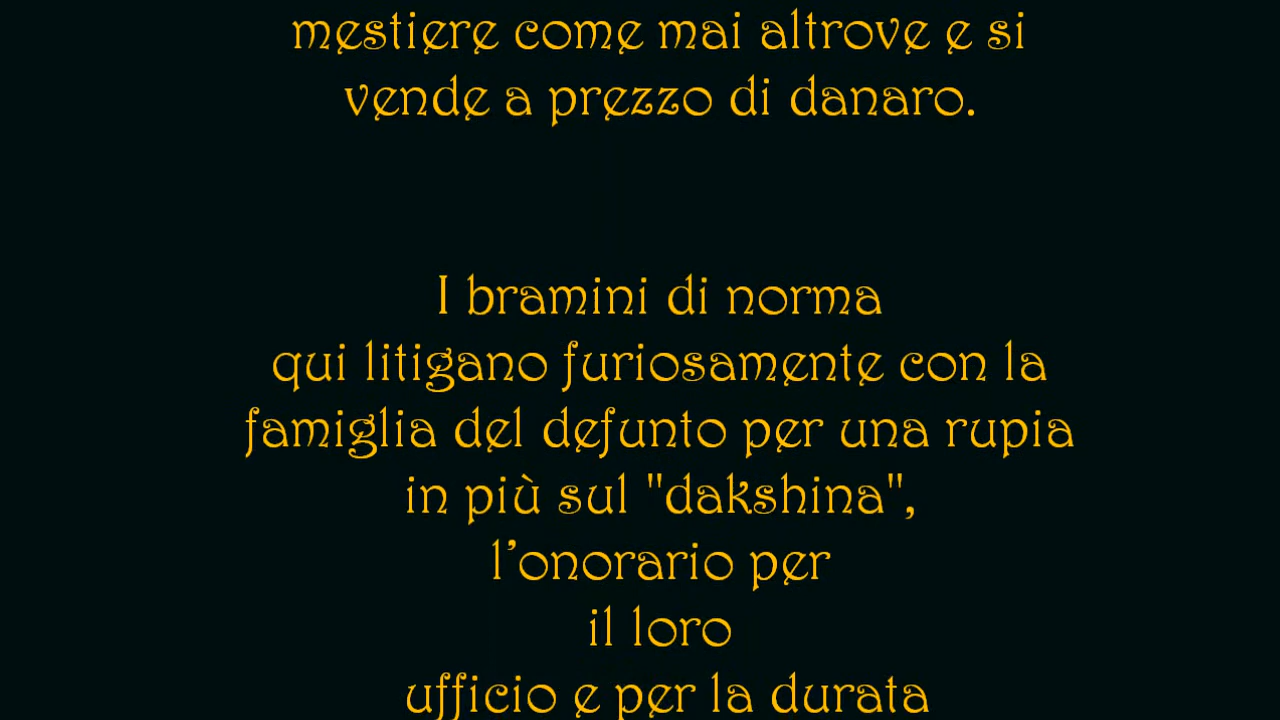 mestiere come mai altrove e si
vende a prezzo di danaro.
I bramini di norma
qui litigano furiosamente con la
famiglia del defunto per una rupia
in più sul "dakshina",
l’onorario per
il loro
ufficio e per la durata